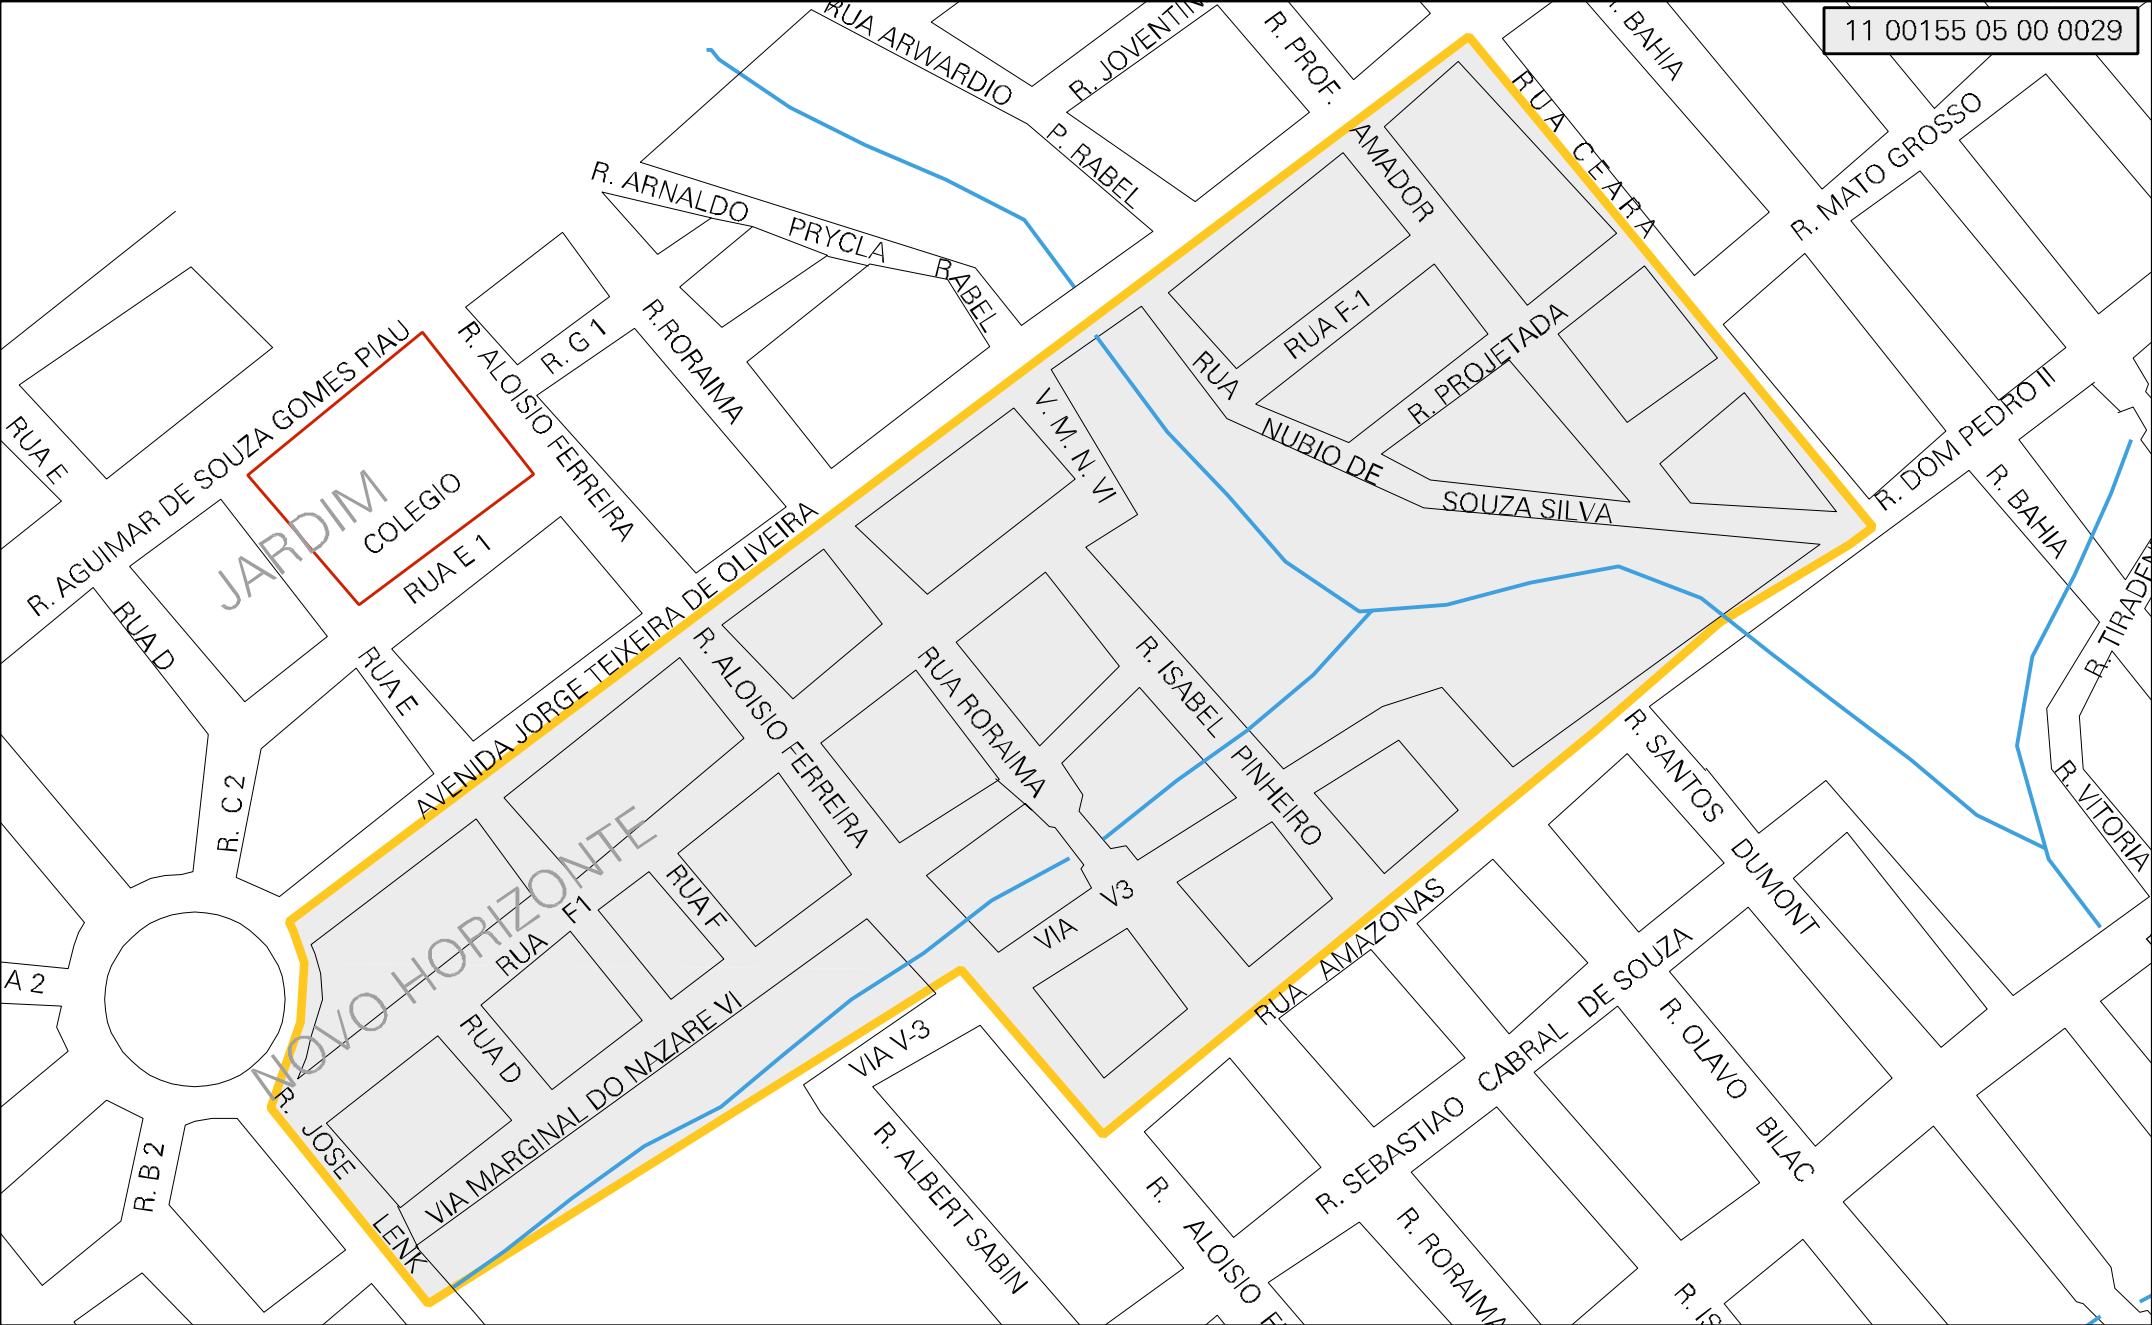 11 00155 05 00 0029
RUA ARWARDIO
P. RABEL
R. JOVENTIN
R. PROF.
R. BAHIA
RUA CEARA
R. MATO GROSSO
R. ARNALDO PRYCLA RABEL
AMADOR
R. G 1
R. RORAIMA
R. ALOISIO FERREIRA
R. AGUIMAR DE SOUZA GOMES PIAU
RUA E
JARDIM
COLEGIO
RUA E 1
RUA F-1
R. PROJETADA
RUA NUBIO DE SOUZA SILVA
V. M. N. VI
R. DOM PEDRO II
R. BAHIA
R. TIRADEN
R. VITORIA
RUA D
RUA E
R. C 2
AVENIDA JORGE TEIXEIRA DE OLIVEIRA
R. ALOISIO FERREIRA
RUA RORAIMA
R. ISABEL PINHEIRO
R. SANTOS DUMONT
NOVO HORIZONTE
RUA F1
RUA F
VIA V3
RUA AMAZONAS
A 2
RUA D
VIA MARGINAL DO NAZARE VI
VIA V-3
R. JOSE LENK
R. B 2
R. ALBERT SABIN
R. SEBASTIAO CABRAL DE SOUZA
R. OLAVO BILAC
R. ALOISIO F
R. RORAIMA
R. IS